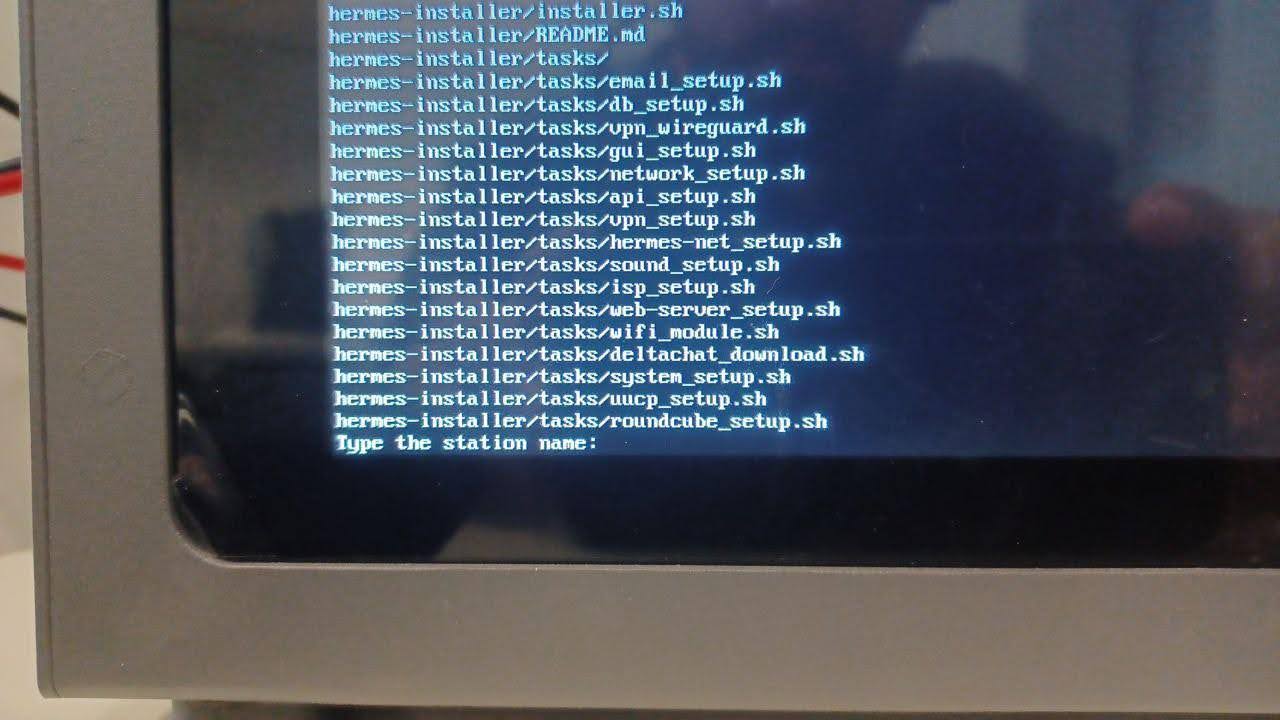 hermes-installer/installer.sh
hermes-installer/README.md
hermes-installer/tasks/
hermes-installer/tasks/email_setup.sh
hermes-installer/tasks/db_setup.sh
hermes-installer/tasks/vpn_wireguard.sh
hermes-installer/tasks/gui_setup.sh
hermes-installer/tasks/network_setup.sh
hermes-installer/tasks/api_setup.sh
hermes-installer/tasks/vpn_setup.sh
hermes-installer/tasks/hermes-net_setup.sh
hermes-installer/tasks/sound_setup.sh
hermes-installer/tasks/isp_setup.sh
hermes-installer/tasks/web-server_setup.sh
hermes-installer/tasks/wifi_module.sh
hermes-installer/tasks/deltachat_download.sh
hermes-installer/tasks/system_setup.sh
hermes-installer/tasks/uucp_setup.sh
hermes-installer/tasks/roundcube_setup.sh
Type the station name: